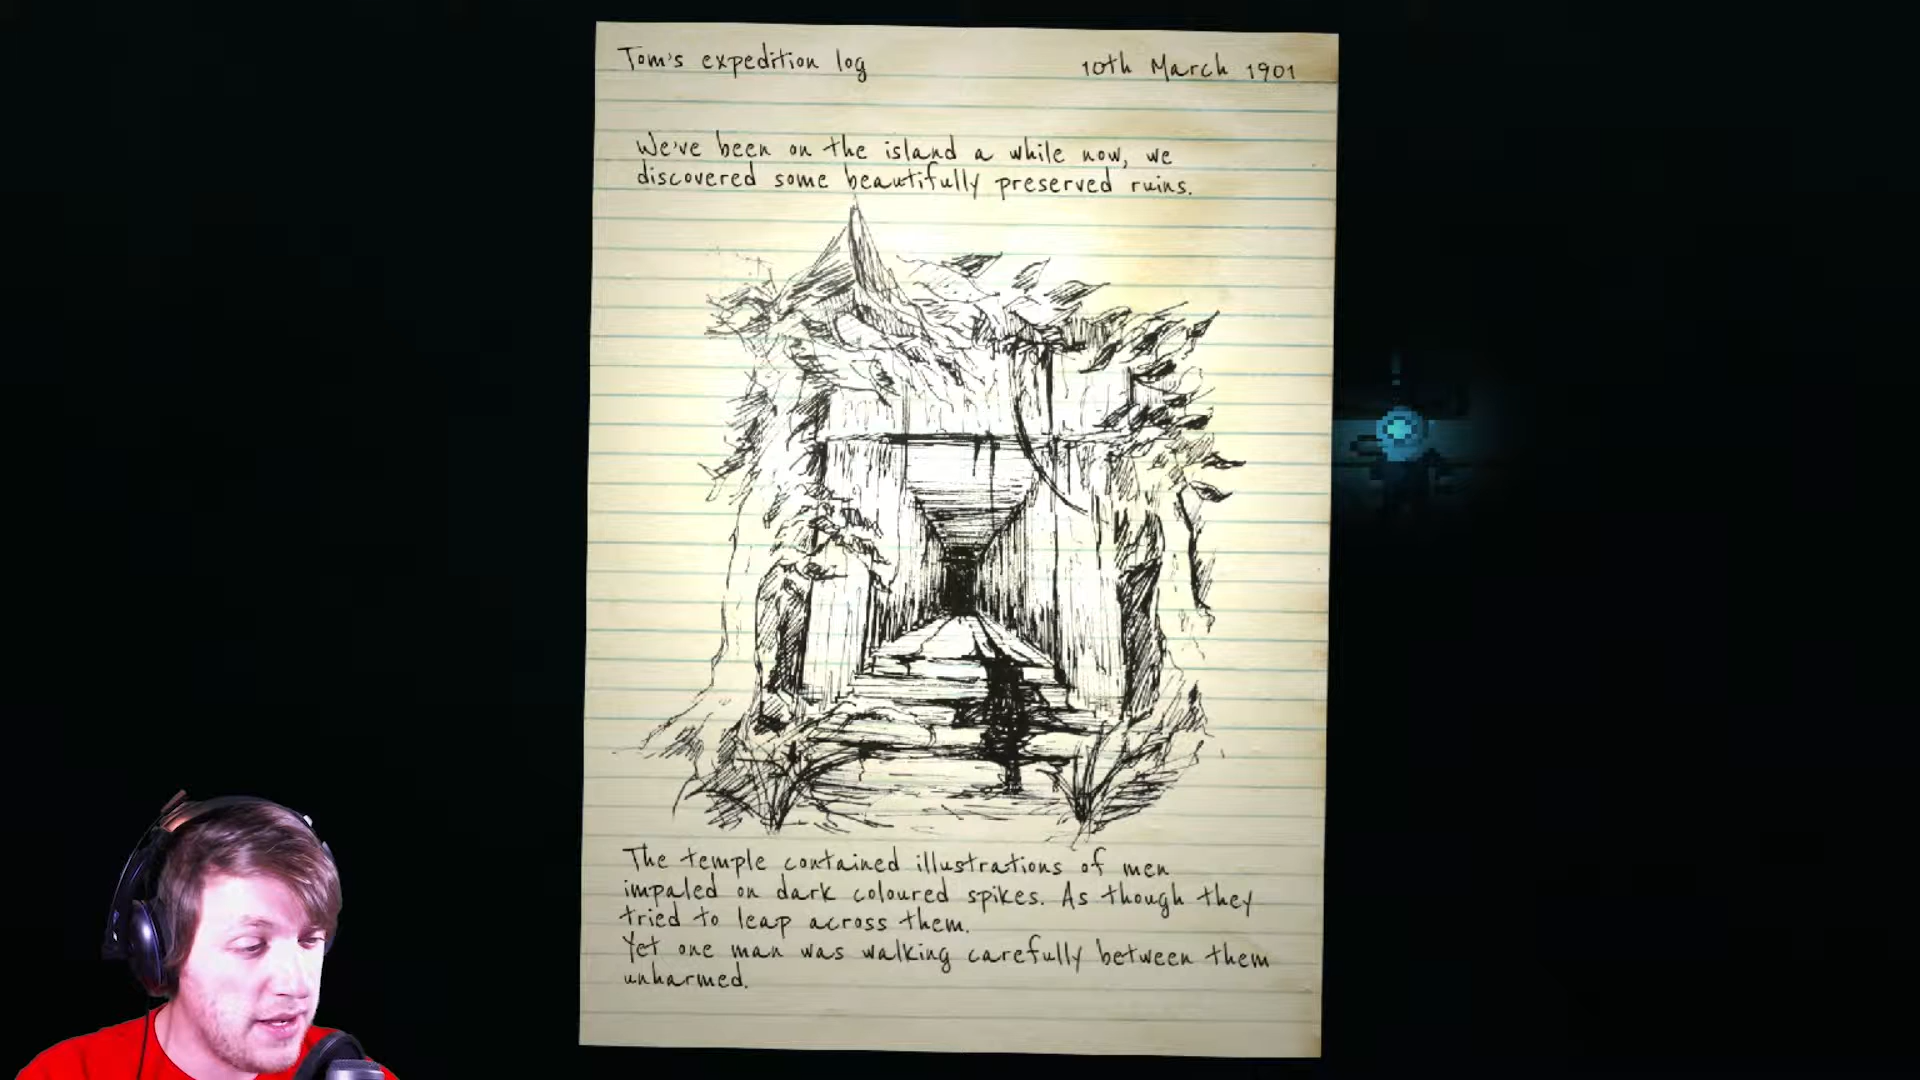 Tom's expedition log
10th March 1901
We've been on the island a while now, we
discovered some beautifully preserved ruins.
The temple contained illustrations of men
impaled on dark coloured spikes. As though they
tried to leap across them.
Yet one man was walking carefully between them
unharmed.